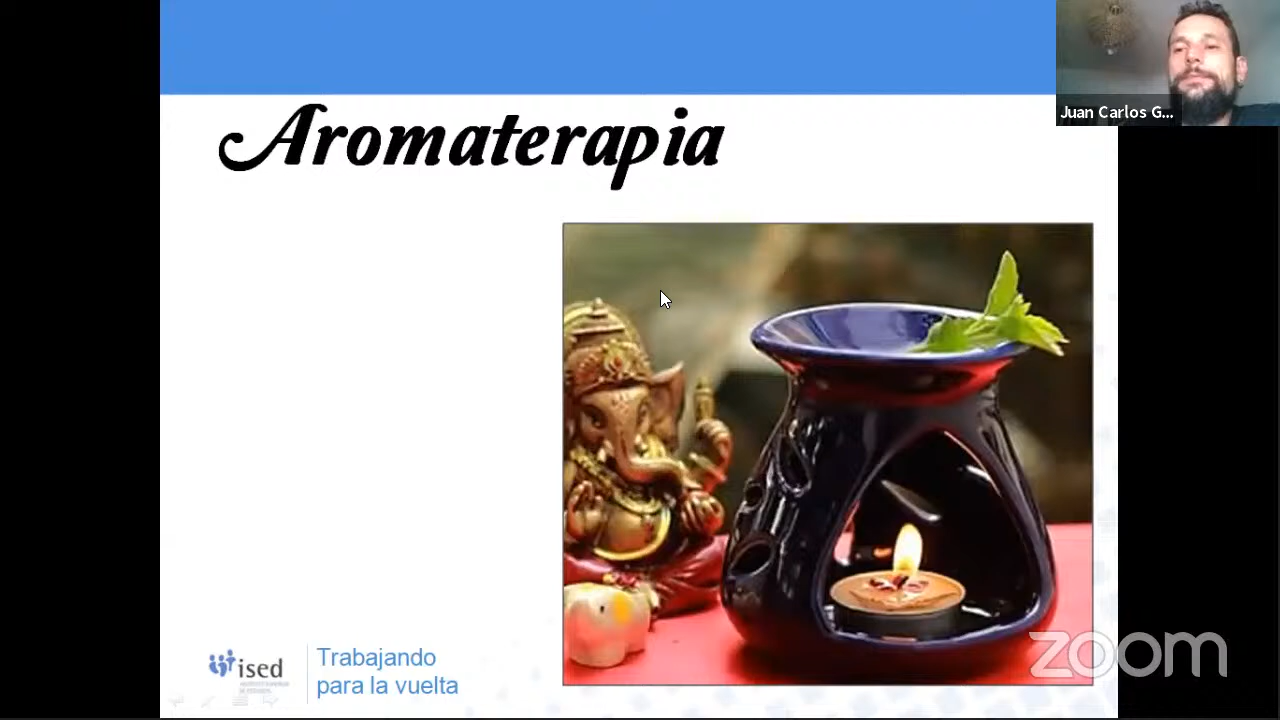 Aromaterapia
Juan Carlos G...
ised
Trabajando
para la vuelta
zoom